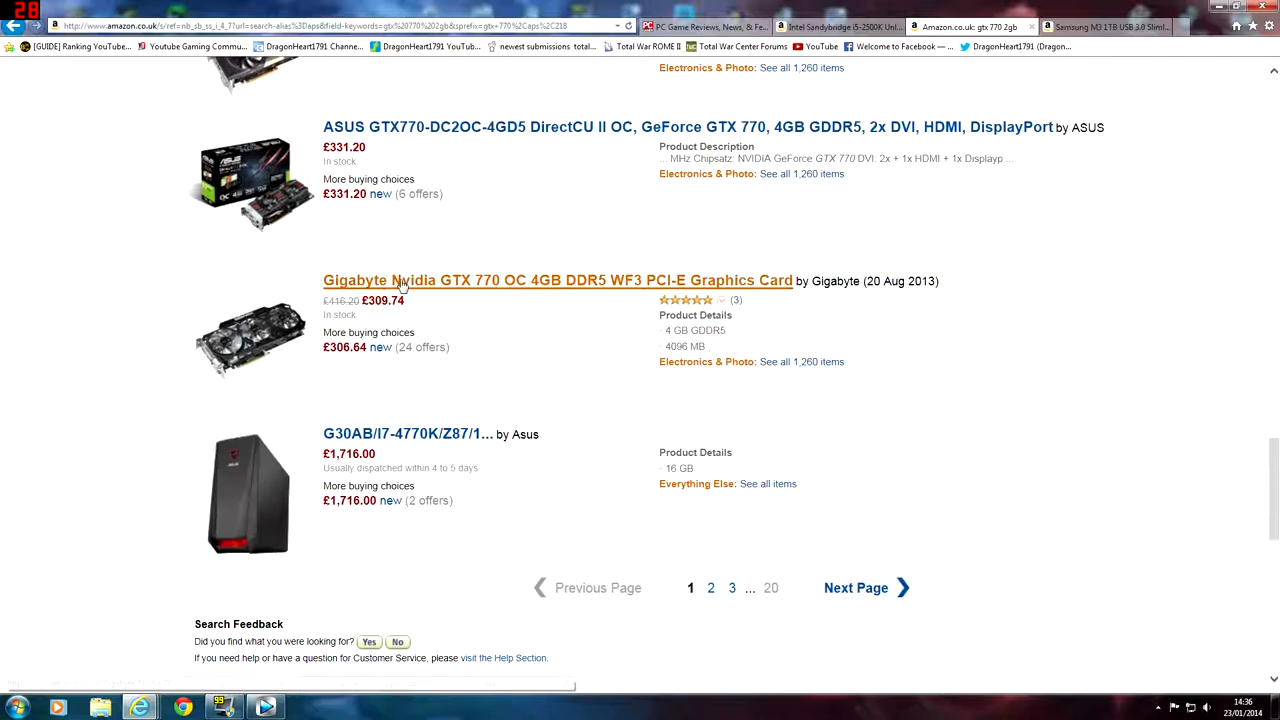 28
http://www.amazon.co.uk/s/ref=nb_sb_ss_i_4_7?url=search-alias%3Daps&field-keywords=gtx%20770%202gb&sprefix=gtx+770%2Caps%2C218
PC Game Reviews, News, & Fe...
Intel Sandybridge i5-2500K Unl...
Amazon.co.uk: gtx 770 2gb
Samsung M3 1TB USB 3.0 Sliml...
[GUIDE] Ranking YouTube...
Youtube Gaming Commu...
DragonHeart1791 Channe...
DragonHeart1791 YouTub...
newest submissions total...
Total War ROME II
Total War Center Forums
YouTube
Welcome to Facebook — ...
DragonHeart1791 (Dragon...
Electronics & Photo: See all 1,260 items
ASUS GTX770-DC2OC-4GD5 DirectCU II OC, GeForce GTX 770, 4GB GDDR5, 2x DVI, HDMI, DisplayPort by ASUS
£331.20
In stock
More buying choices
£331.20 new (6 offers)
Product Description
... MHz Chipsatz: NVIDIA GeForce GTX 770 DVI: 2x + 1x HDMI + 1x Displayp ...
Electronics & Photo: See all 1,260 items
Gigabyte Nvidia GTX 770 OC 4GB DDR5 WF3 PCI-E Graphics Card by Gigabyte (20 Aug 2013)
£416.20 £309.74
In stock
More buying choices
£306.64 new (24 offers)
(3)
Product Details
4 GB GDDR5
4096 MB
Electronics & Photo: See all 1,260 items
G30AB/I7-4770K/Z87/1... by Asus
£1,716.00
Usually dispatched within 4 to 5 days
More buying choices
£1,716.00 new (2 offers)
Product Details
16 GB
Everything Else: See all items
Previous Page 1 2 3 ... 20 Next Page
Search Feedback
Did you find what you were looking for? Yes No
If you need help or have a question for Customer Service, please visit the Help Section.
99
14:36
23/01/2014